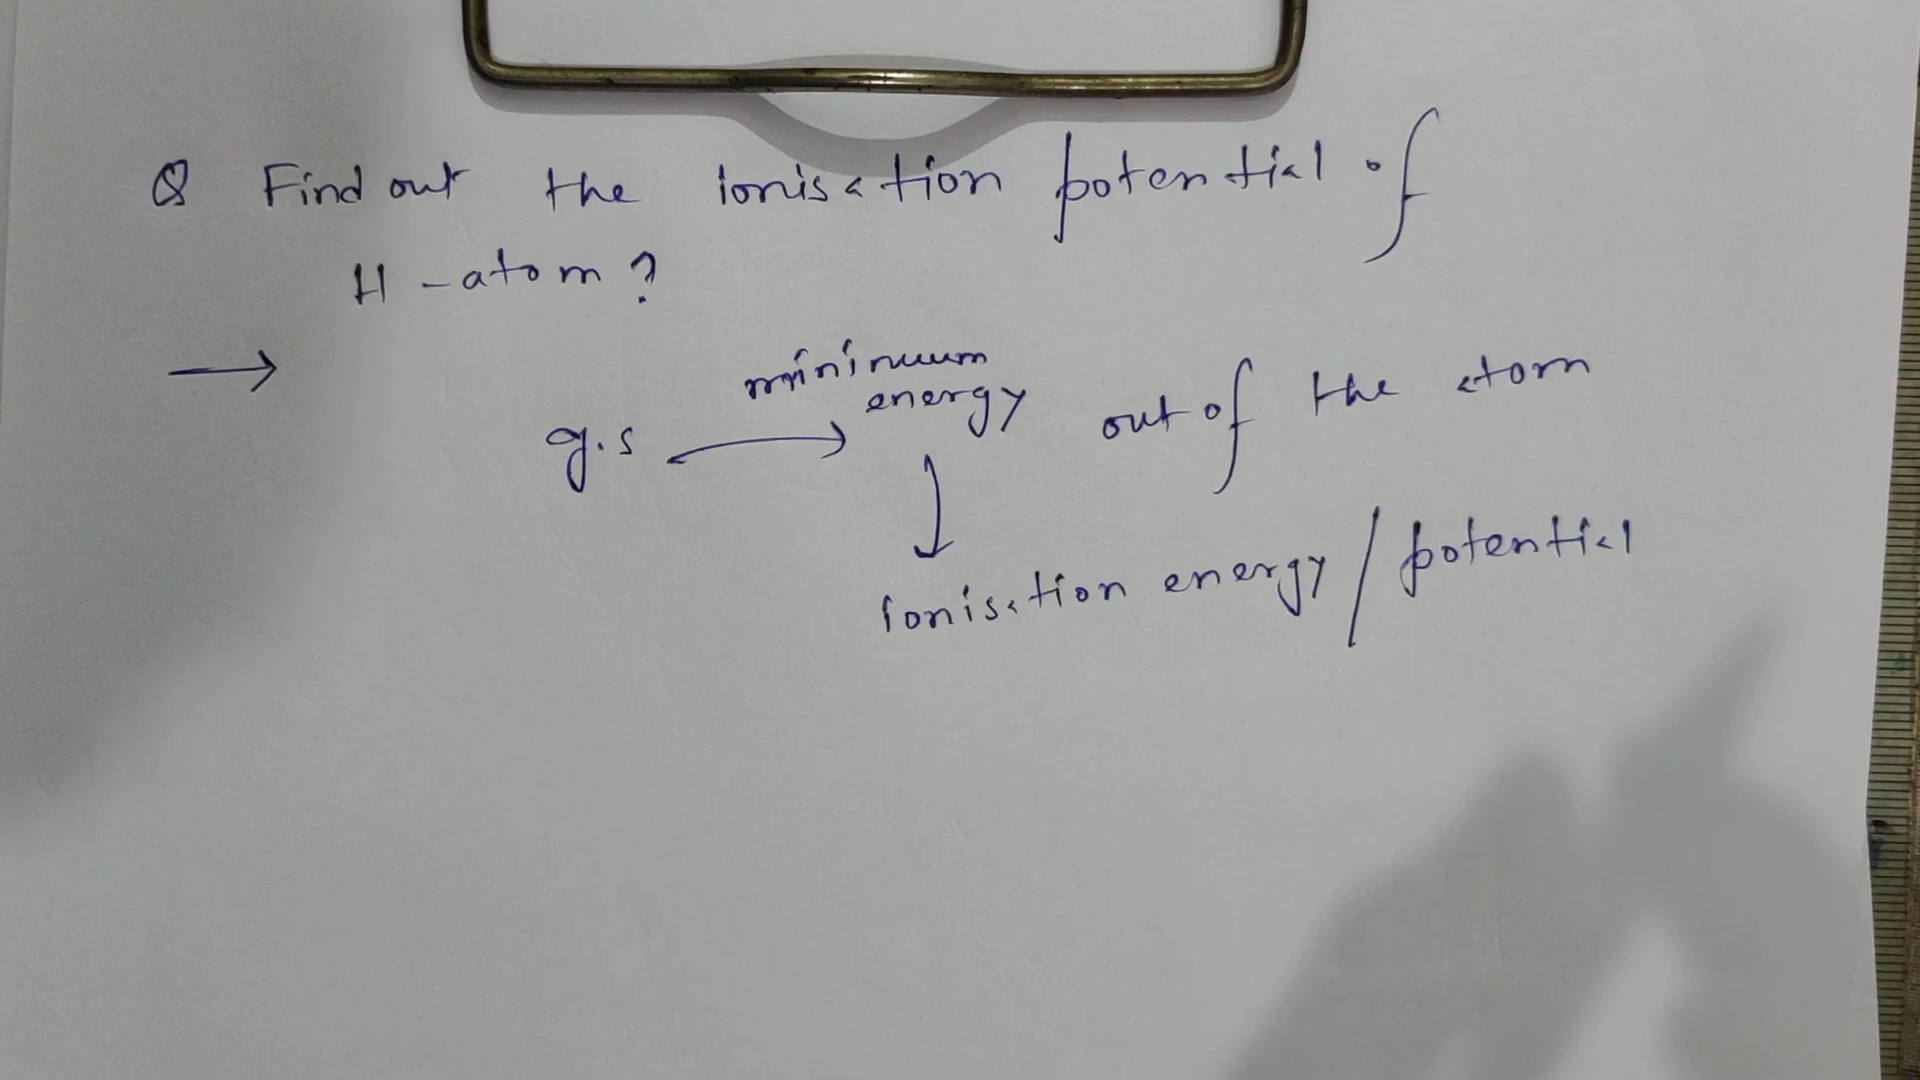 Q Find out the ionisation potential of
H-atom?
→ minimum
g.s → energy out of the atom
↓
ionisation energy/potential